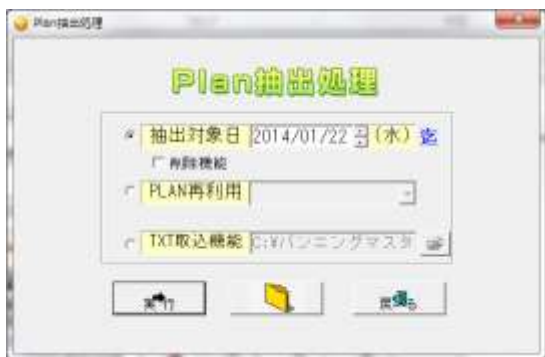 Plan抽出処理
Plan抽出処理
抽出対象日 2014/01/22 (水) 迄
削除機能
PLAN再利用
TXT取込機能 C:¥バンニングマスタ
実行 戻る